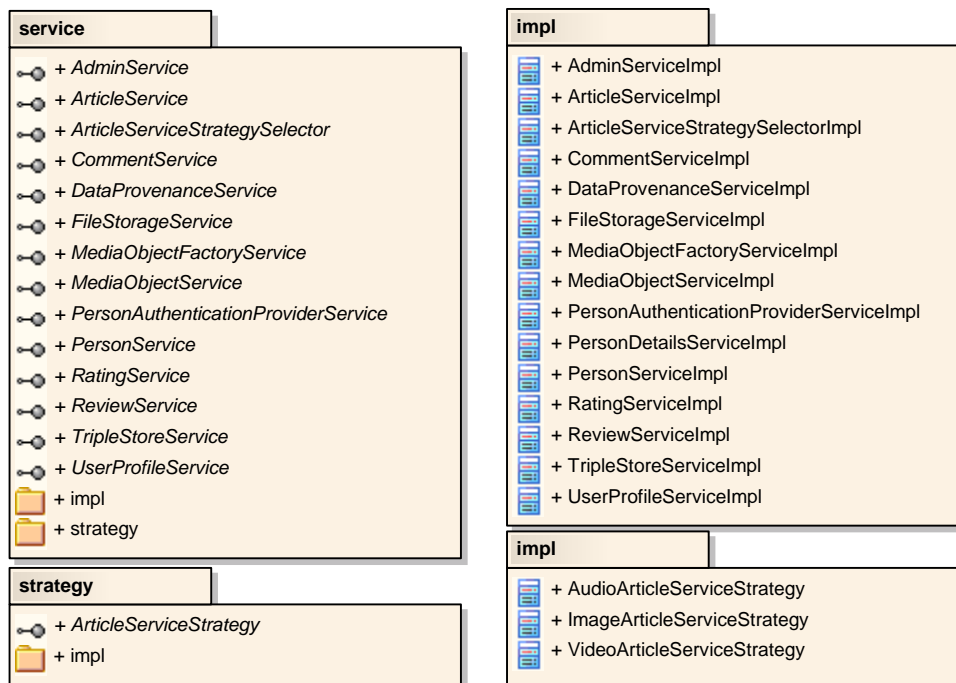 service
+ AdminService
+ ArticleService
+ ArticleServiceStrategySelector
+ CommentService
+ DataProvenanceService
+ FileStorageService
+ MediaObjectFactoryService
+ MediaObjectService
+ PersonAuthenticationProviderService
+ PersonService
+ RatingService
+ ReviewService
+ TripleStoreService
+ UserProfileService
+ impl
+ strategy
impl
+ AdminServiceImpl
+ ArticleServiceImpl
+ ArticleServiceStrategySelectorImpl
+ CommentServiceImpl
+ DataProvenanceServiceImpl
+ FileStorageServiceImpl
+ MediaObjectFactoryServiceImpl
+ MediaObjectServiceImpl
+ PersonAuthenticationProviderServiceImpl
+ PersonDetailsServiceImpl
+ PersonServiceImpl
+ RatingServiceImpl
+ ReviewServiceImpl
+ TripleStoreServiceImpl
+ UserProfileServiceImpl
strategy
+ ArticleServiceStrategy
+ impl
impl
+ AudioArticleServiceStrategy
+ ImageArticleServiceStrategy
+ VideoArticleServiceStrategy